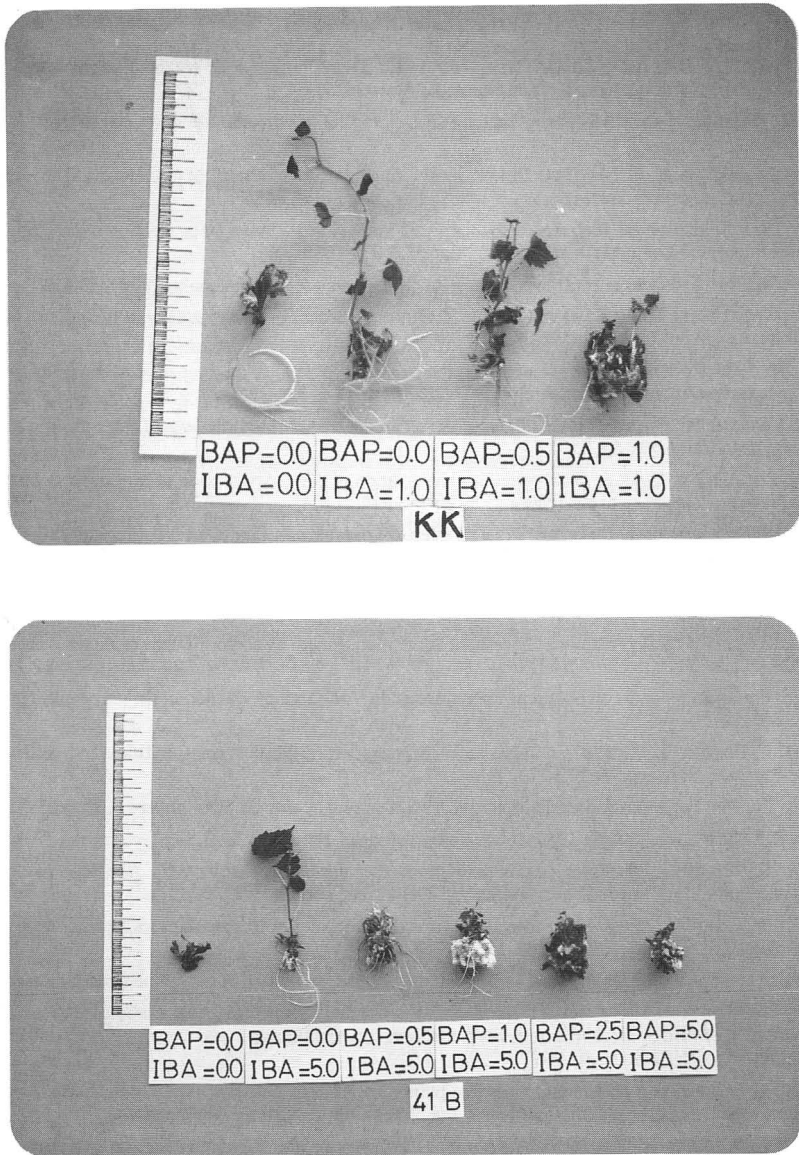 BAP=0.0 BAP=0.0 BAP=0.5 BAP=1.0
IBA=0.0 IBA=1.0 IBA=1.0 IBA=1.0
KK
BAP=0.0 BAP=0.0 BAP=0.5 BAP=1.0 BAP=2.5 BAP=5.0
IBA=0.0 IBA=5.0 IBA=5.0 IBA=5.0 IBA=5.0 IBA=5.0
41 B